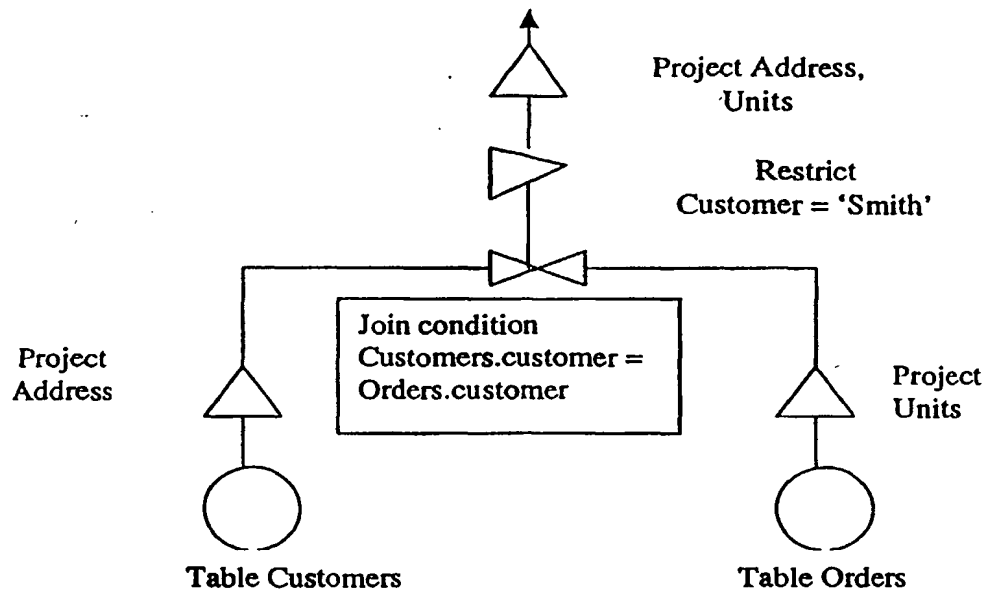 Project Address,
Units
Restrict
Customer = ‘Smith’
Join condition
Customers.customer =
Orders.customer
Project
Address
Project
Units
Table Customers
Table Orders